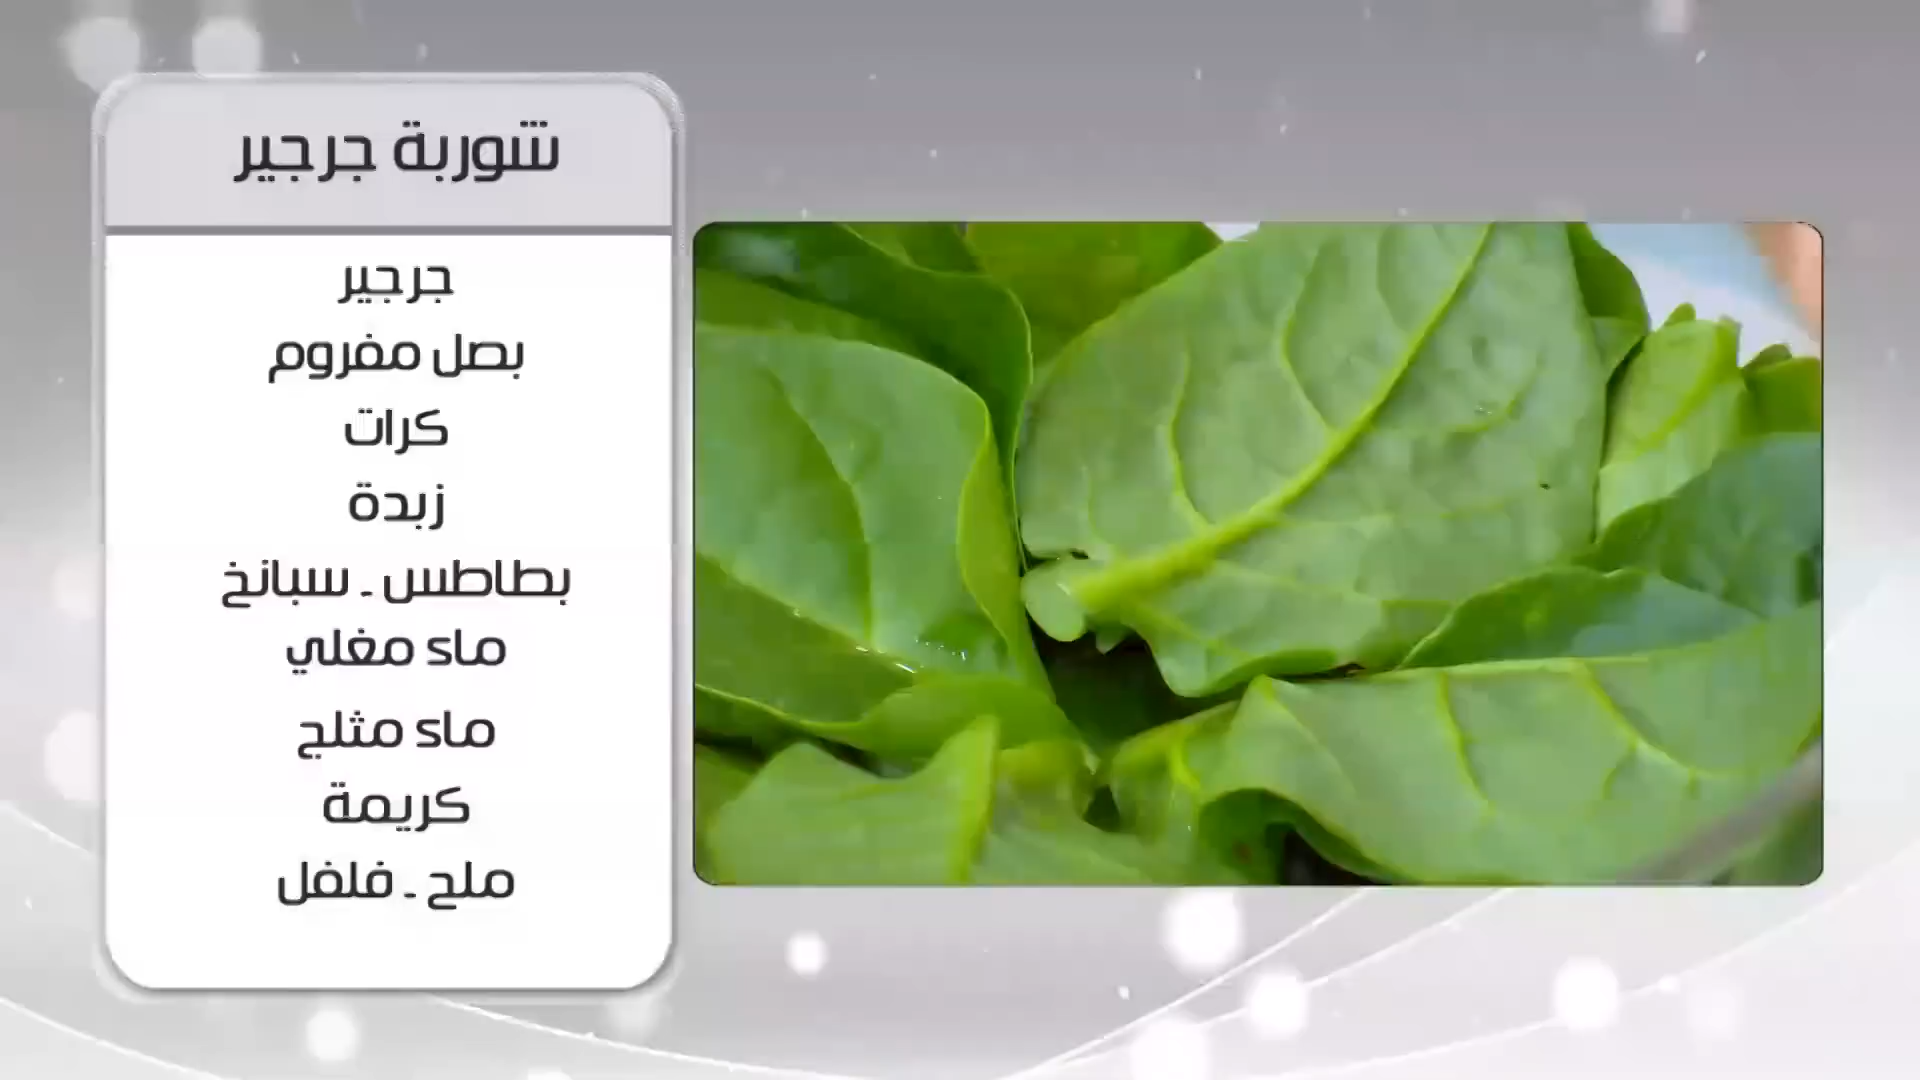 شوربة جرجير
جرجير
بصل مفروم
كرات
زبدة
بطاطس - سبانخ
ماء مغلي
ماء مثلج
كريمة
ملح - فلفل